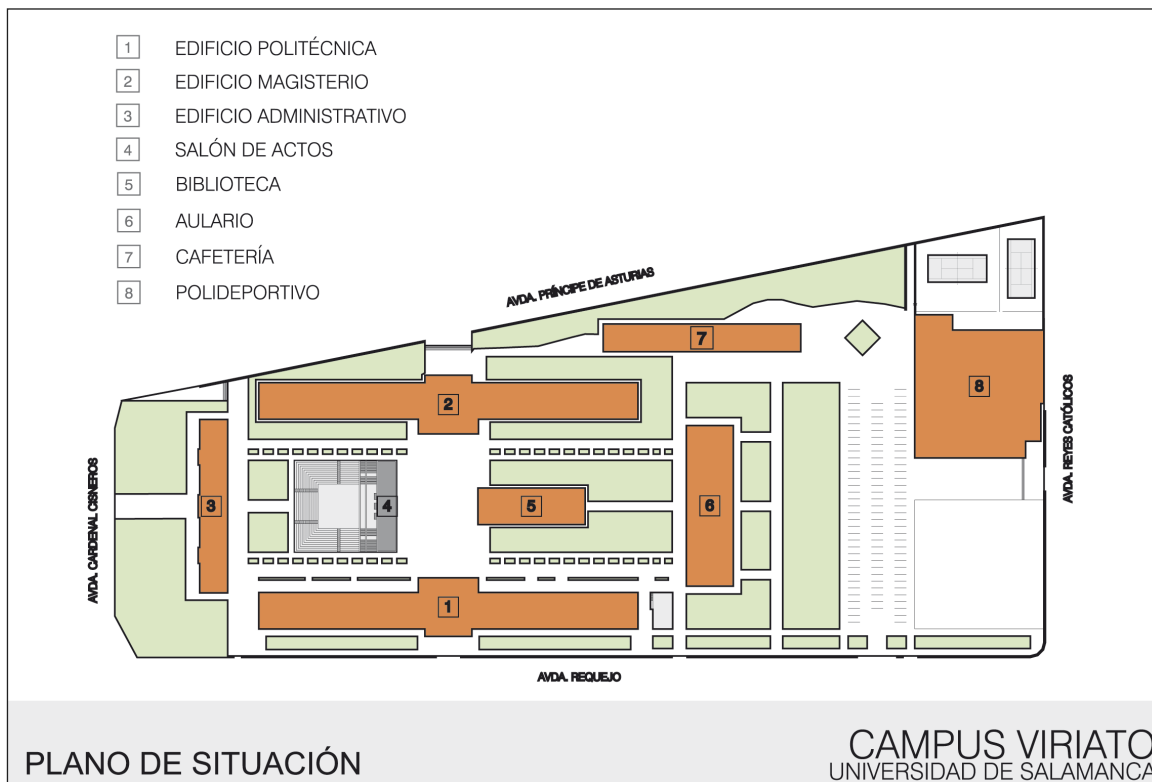 1 EDIFICIO POLITÉCNICA
2 EDIFICIO MAGISTERIO
3 EDIFICIO ADMINISTRATIVO
4 SALÓN DE ACTOS
5 BIBLIOTECA
6 AULARIO
7 CAFETERÍA
8 POLIDEPORTIVO
AVDA. PRÍNCIPE DE ASTURIAS
7
8
2
AVDA. REYES CATÓLICOS
AVDA. CARDENAL CISNEROS
3
4
5
6
1
AVDA. REQUEJO
PLANO DE SITUACIÓN
CAMPUS VIRIATO
UNIVERSIDAD DE SALAMANCA